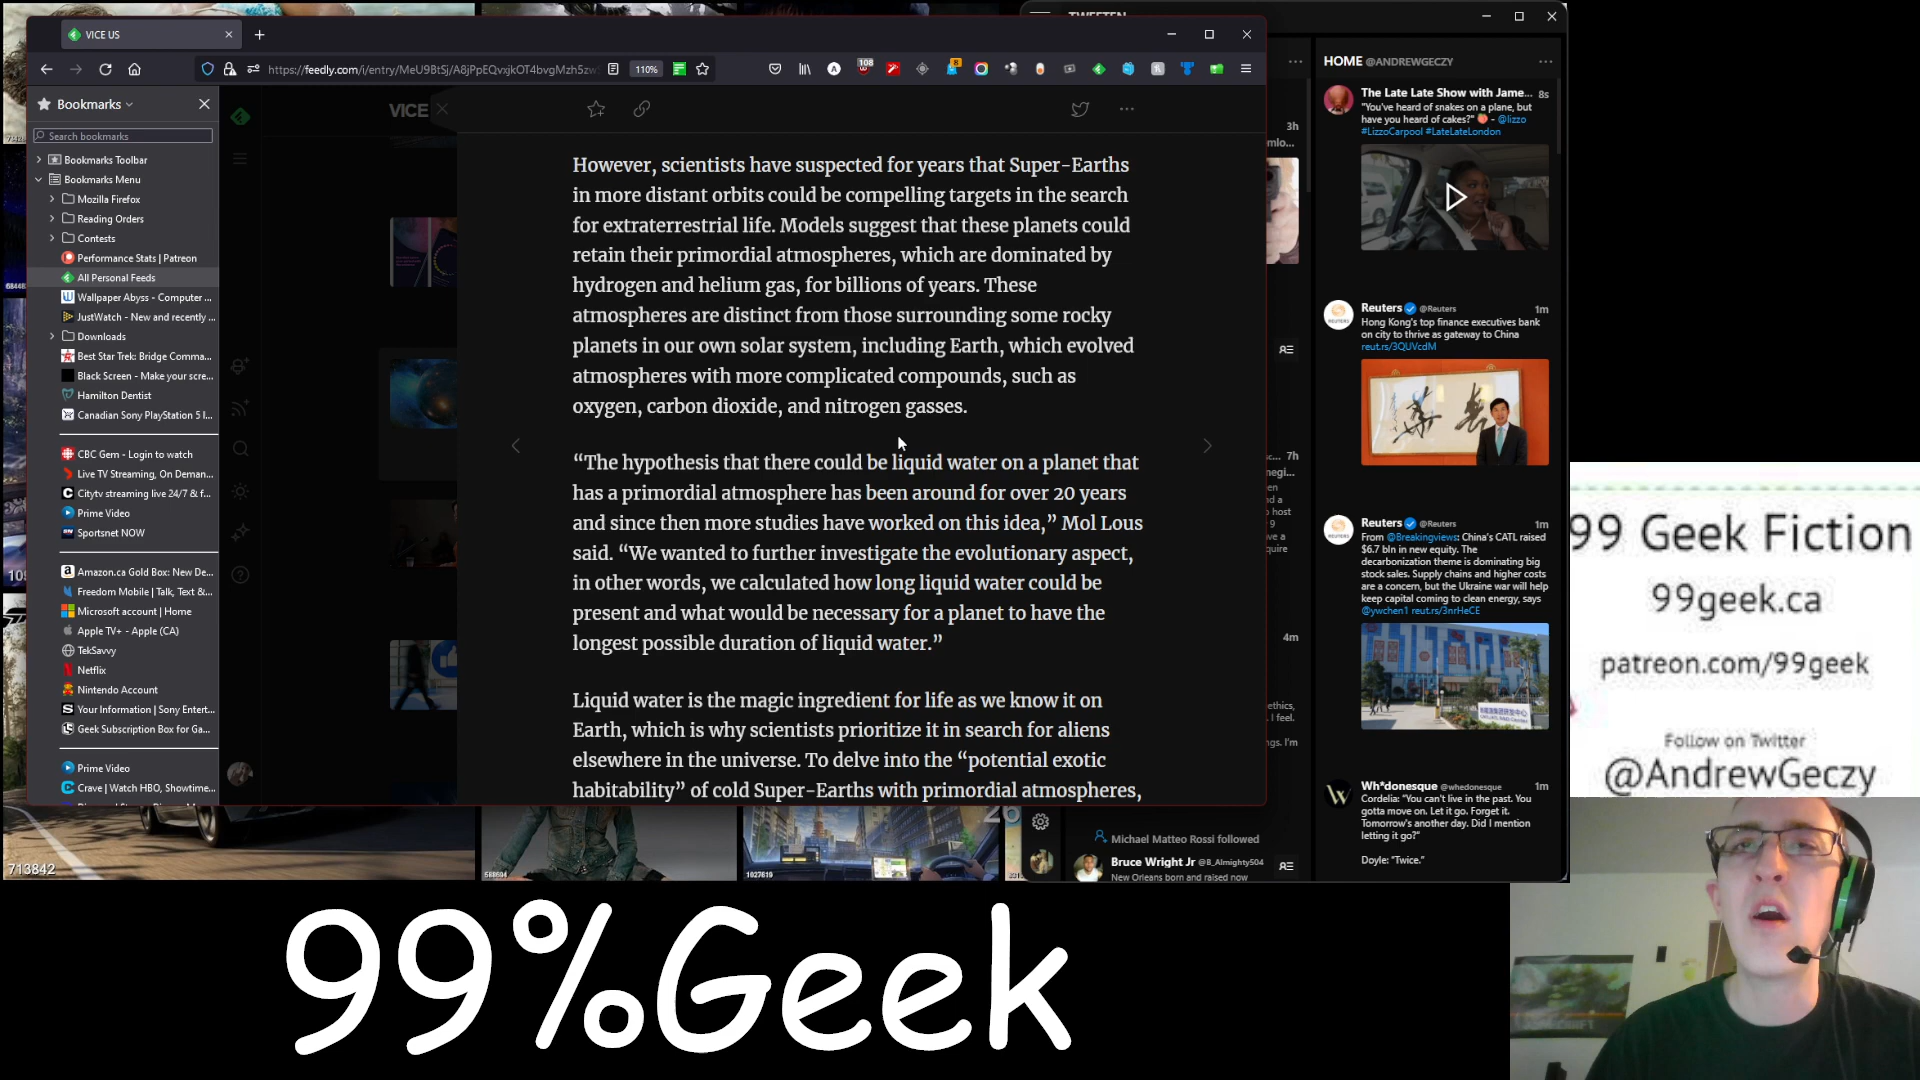 VICE US
https://feedly.com/i/entry/MeU9BtSj/A8jPpEQvxjkOT4bvgMzh5zw
110%
108
8
Bookmarks
Search bookmarks
Bookmarks Toolbar
Bookmarks Menu
Mozilla Firefox
Reading Orders
Contests
Performance Stats | Patreon
All Personal Feeds
Wallpaper Abyss - Computer ...
JustWatch - New and recently ...
Downloads
Best Star Trek: Bridge Comma...
Black Screen - Make your scre...
Hamilton Dentist
Canadian Sony PlayStation 5 I...
CBC Gem - Login to watch
Live TV Streaming, On Deman...
Citytv streaming live 24/7 & f...
Prime Video
Sportsnet NOW
Amazon.ca Gold Box: New De...
Freedom Mobile | Talk, Text &...
Microsoft account | Home
Apple TV+ - Apple (CA)
TekSavvy
Netflix
Nintendo Account
Your Information | Sony Entert...
Geek Subscription Box for Ga...
Prime Video
Crave | Watch HBO, Showtime...
VICE
However, scientists have suspected for years that Super-Earths
in more distant orbits could be compelling targets in the search
for extraterrestrial life. Models suggest that these planets could
retain their primordial atmospheres, which are dominated by
hydrogen and helium gas, for billions of years. These
atmospheres are distinct from those surrounding some rocky
planets in our own solar system, including Earth, which evolved
atmospheres with more complicated compounds, such as
oxygen, carbon dioxide, and nitrogen gasses.
“The hypothesis that there could be liquid water on a planet that
has a primordial atmosphere has been around for over 20 years
and since then more studies have worked on this idea,” Mol Lous
said. “We wanted to further investigate the evolutionary aspect,
in other words, we calculated how long liquid water could be
present and what would be necessary for a planet to have the
longest possible duration of liquid water.”
Liquid water is the magic ingredient for life as we know it on
Earth, which is why scientists prioritize it in search for aliens
elsewhere in the universe. To delve into the “potential exotic
habitability” of cold Super-Earths with primordial atmospheres,
TWEETEN
3h
7h
4m
ethics,
I feel.
ngs. I'm
Michael Matteo Rossi followed
Bruce Wright Jr @B_Almighty504
New Orleans born and raised now
HOME @ANDREWGECZY
The Late Late Show with Jame... 8s
"You've heard of snakes on a plane, but
have you heard of cakes?" 🍑 - @lizzo
#LizzoCarpool #LateLateLondon
Reuters @Reuters 1m
Hong Kong's top finance executives bank
on city to thrive as gateway to China
reut.rs/3QUVcdM
Reuters @Reuters 1m
From @Breakingviews: China's CATL raised
$6.7 bln in new equity. The
decarbonization theme is dominating big
stock sales. Supply chains and higher costs
are a concern, but the Ukraine war will help
keep capital coming to clean energy, says
@ywchen1 reut.rs/3nrHeCE
Wh*donesque @whedonesque 1m
Cordelia: "You can't live in the past. You
gotta move on. Let it go. Forget it.
Tomorrow's another day. Did I mention
letting it go?"
Doyle: "Twice."
99 Geek Fiction
99geek.ca
patreon.com/99geek
Follow on Twitter
@AndrewGeczy
713842
588694
1027619
99%Geek